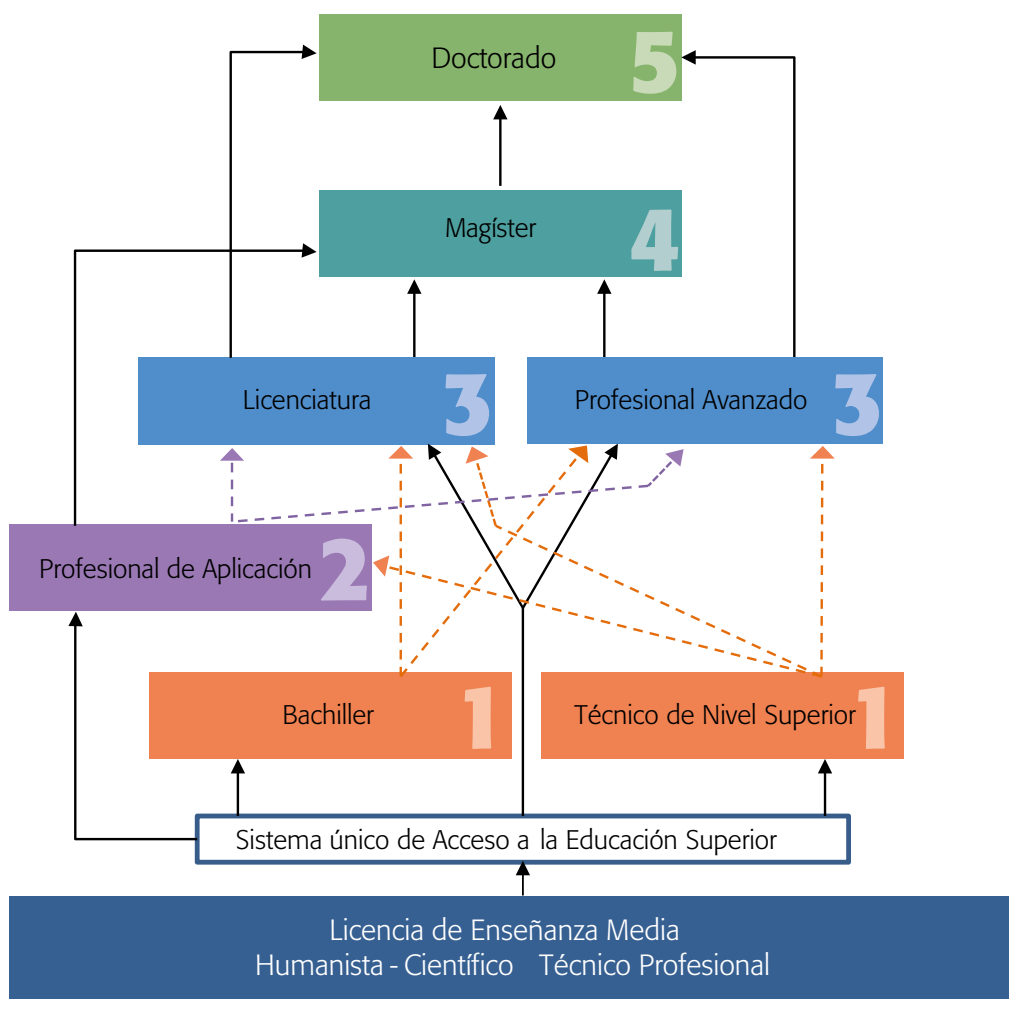 Doctorado 5
Magíster 4
Licenciatura 3
Profesional Avanzado 3
Profesional de Aplicación 2
Bachiller 1
Técnico de Nivel Superior 1
Sistema único de Acceso a la Educación Superior
Licencia de Enseñanza Media
Humanista - Científico Técnico Profesional